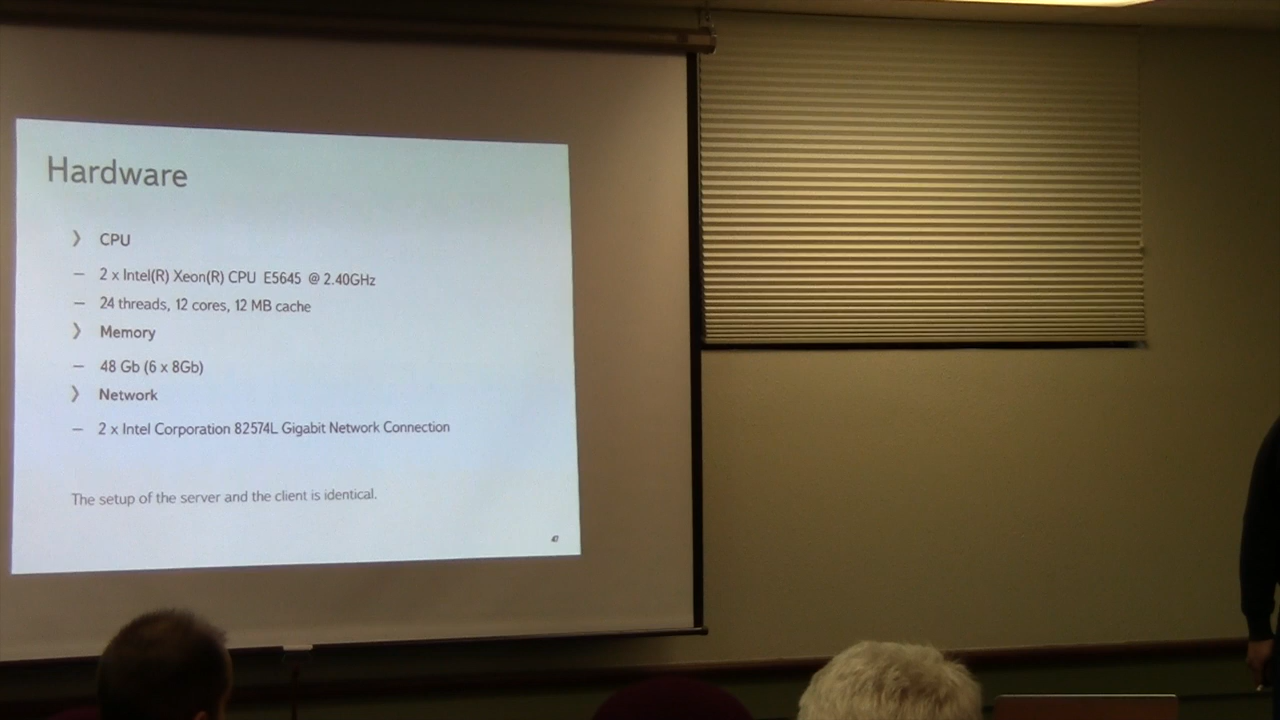 Hardware
❯ CPU
– 2 x Intel(R) Xeon(R) CPU E5645 @ 2.40GHz
– 24 threads, 12 cores, 12 MB cache
❯ Memory
– 48 Gb (6 x 8Gb)
❯ Network
– 2 x Intel Corporation 82574L Gigabit Network Connection
The setup of the server and the client is identical.